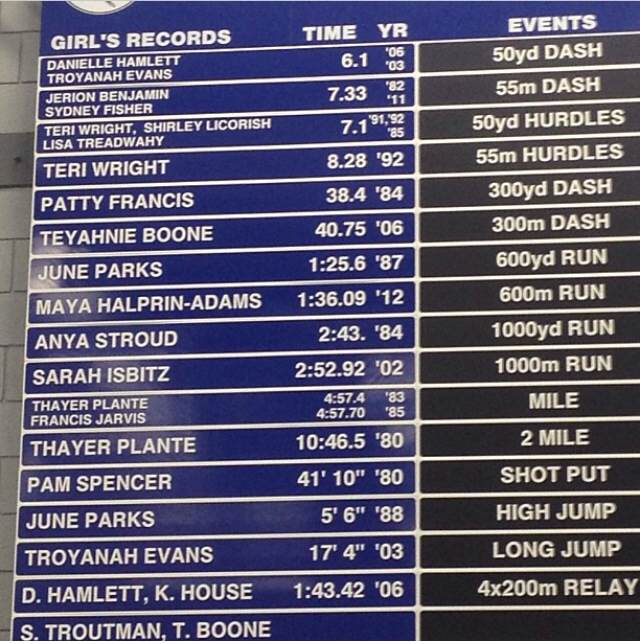 GIRL'S RECORDS TIME YR EVENTS
DANIELLE HAMLETT 6.1 '06 50yd DASH
TROYANAH EVANS '03
JERION BENJAMIN 7.33 '82 55m DASH
SYDNEY FISHER '11
TERI WRIGHT, SHIRLEY LICORISH 7.1 '91,'92 50yd HURDLES
LISA TREADWAHY '85
TERI WRIGHT 8.28 '92 55m HURDLES
PATTY FRANCIS 38.4 '84 300yd DASH
TEYAHNIE BOONE 40.75 '06 300m DASH
JUNE PARKS 1:25.6 '87 600yd RUN
MAYA HALPRIN-ADAMS 1:36.09 '12 600m RUN
ANYA STROUD 2:43. '84 1000yd RUN
SARAH ISBITZ 2:52.92 '02 1000m RUN
THAYER PLANTE 4:57.4 '83 MILE
FRANCIS JARVIS 4:57.70 '85
THAYER PLANTE 10:46.5 '80 2 MILE
PAM SPENCER 41' 10" '80 SHOT PUT
JUNE PARKS 5' 6" '88 HIGH JUMP
TROYANAH EVANS 17' 4" '03 LONG JUMP
D. HAMLETT, K. HOUSE 1:43.42 '06 4x200m RELAY
S. TROUTMAN, T. BOONE